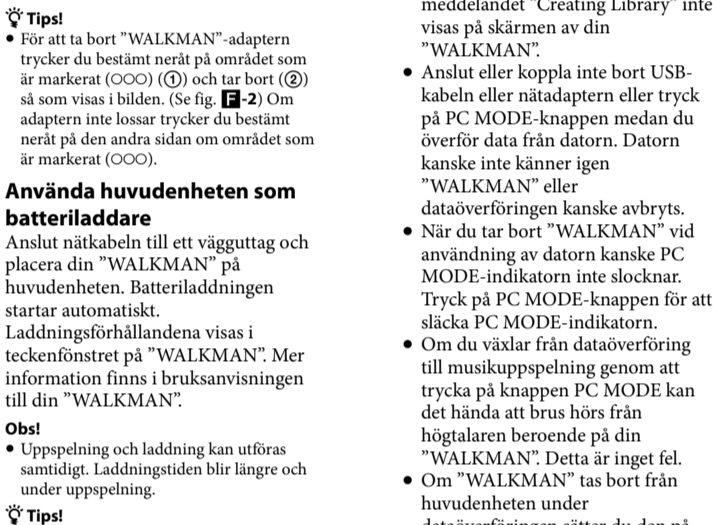 Tips!
● För att ta bort ”WALKMAN”-adaptern
trycker du bestämt neråt på området som
är markerat (○○○) (①) och tar bort (②)
så som visas i bilden. (Se fig. F-2) Om
adaptern inte lossar trycker du bestämt
neråt på den andra sidan om området som
är markerat (○○○).
Använda huvudenheten som
batteriladdare
Anslut nätkabeln till ett vägguttag och
placera din ”WALKMAN” på
huvudenheten. Batteriladdningen
startar automatiskt.
Laddningsförhållandena visas i
teckenfönstret på ”WALKMAN”. Mer
information finns i bruksanvisningen
till din ”WALKMAN”.
Obs!
● Uppspelning och laddning kan utföras
samtidigt. Laddningstiden blir längre och
under uppspelning.
Tips!
meddelandet ”Creating Library” inte
visas på skärmen av din
”WALKMAN”.
● Anslut eller koppla inte bort USB-
kabeln eller nätadaptern eller tryck
på PC MODE-knappen medan du
överför data från datorn. Datorn
kanske inte känner igen
”WALKMAN” eller
dataöverföringen kanske avbryts.
● När du tar bort ”WALKMAN” vid
användning av datorn kanske PC
MODE-indikatorn inte slocknar.
Tryck på PC MODE-knappen för att
släcka PC MODE-indikatorn.
● Om du växlar från dataöverföring
till musikuppspelning genom att
trycka på knappen PC MODE kan
det hända att brus hörs från
högtalaren beroende på din
”WALKMAN”. Detta är inget fel.
● Om ”WALKMAN” tas bort från
huvudenheten under
dataöverföringen sätter du den på